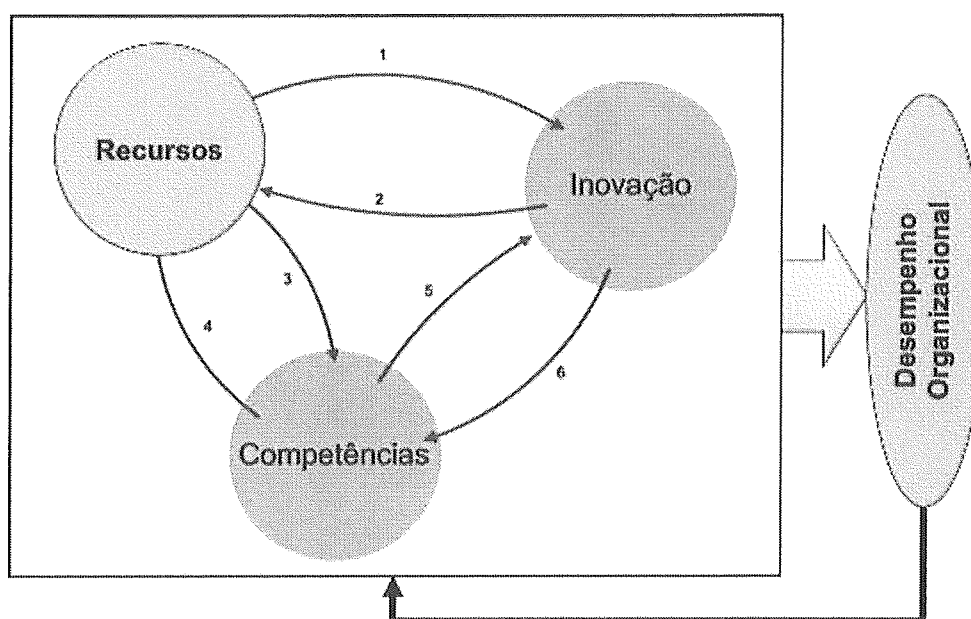 1
Recursos
Inovação
2
3
5
4
6
Competências
Desempenho
Organizacional